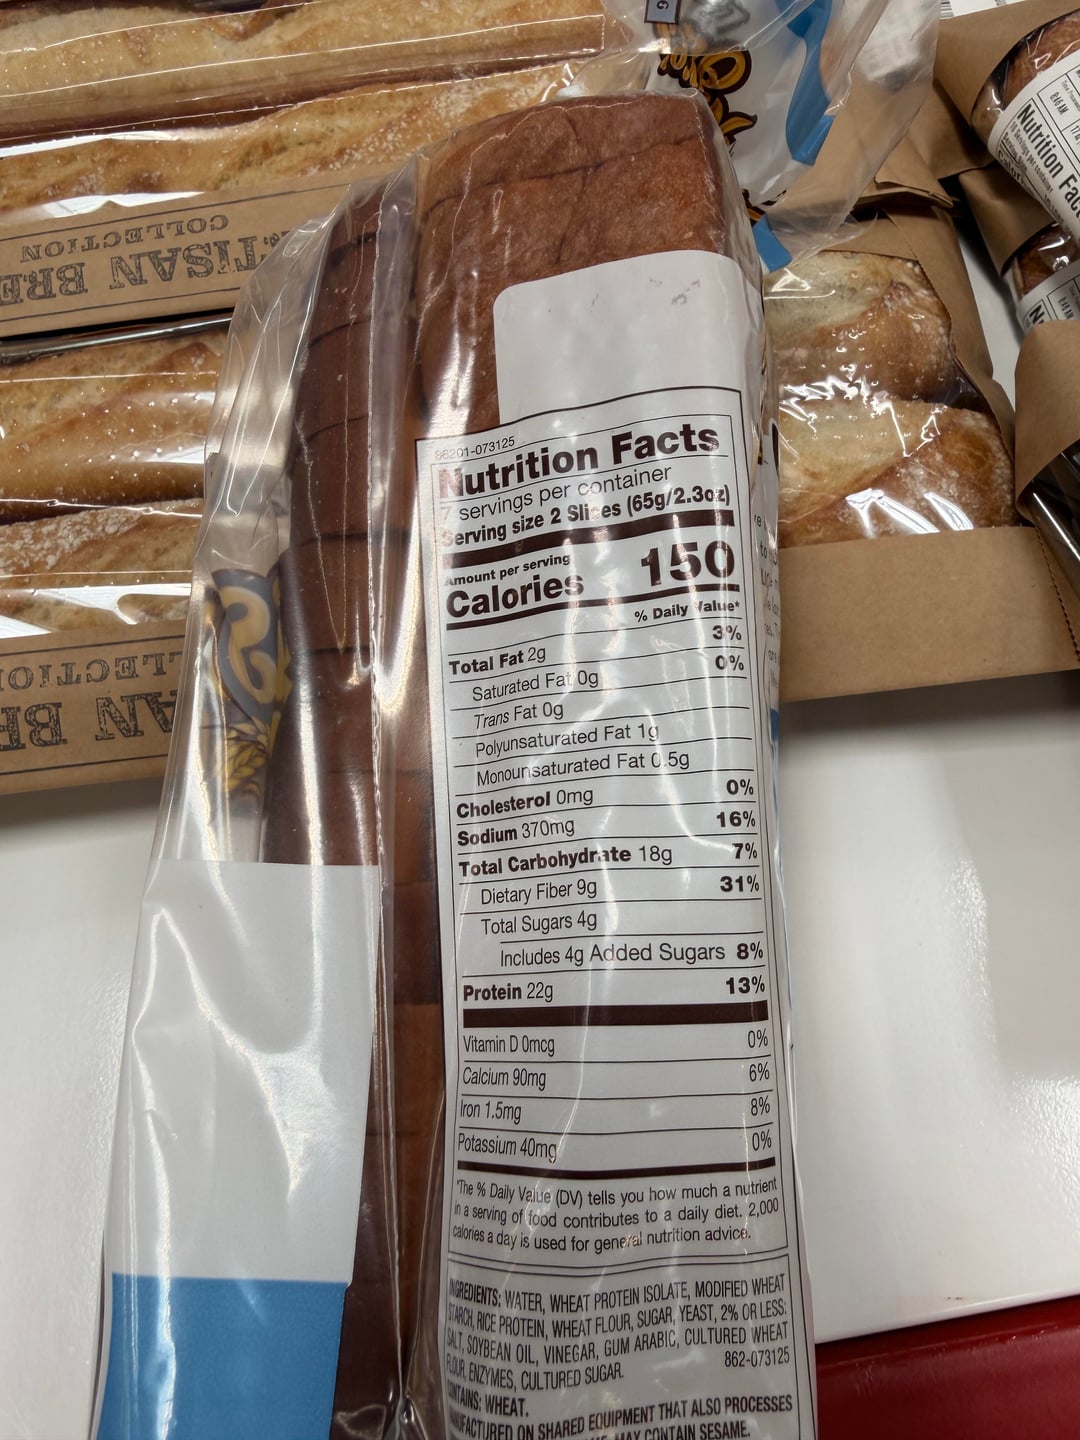 ARTISAN BRE
COLLECTION
AN BR
LLECTION
Nutrition Fac
86201-073125
Nutrition Facts
7 servings per container
Serving size 2 Slices (65g/2.3oz)
Amount per serving
Calories 150
% Daily Value*
Total Fat 2g 3%
Saturated Fat 0g 0%
Trans Fat 0g
Polyunsaturated Fat 1g
Monounsaturated Fat 0.5g
Cholesterol 0mg 0%
Sodium 370mg 16%
Total Carbohydrate 18g 7%
Dietary Fiber 9g 31%
Total Sugars 4g
Includes 4g Added Sugars 8%
Protein 22g 13%
Vitamin D 0mcg 0%
Calcium 90mg 6%
Iron 1.5mg 8%
Potassium 40mg 0%
*The % Daily Value (DV) tells you how much a nutrient
in a serving of food contributes to a daily diet. 2,000
calories a day is used for general nutrition advice.
INGREDIENTS: WATER, WHEAT PROTEIN ISOLATE, MODIFIED WHEAT
STARCH, RICE PROTEIN, WHEAT FLOUR, SUGAR, YEAST, 2% OR LESS:
SALT, SOYBEAN OIL, VINEGAR, GUM ARABIC, CULTURED WHEAT
FLOUR, ENZYMES, CULTURED SUGAR.
862-073125
CONTAINS: WHEAT.
MANUFACTURED ON SHARED EQUIPMENT THAT ALSO PROCESSES
MAY CONTAIN SESAME.